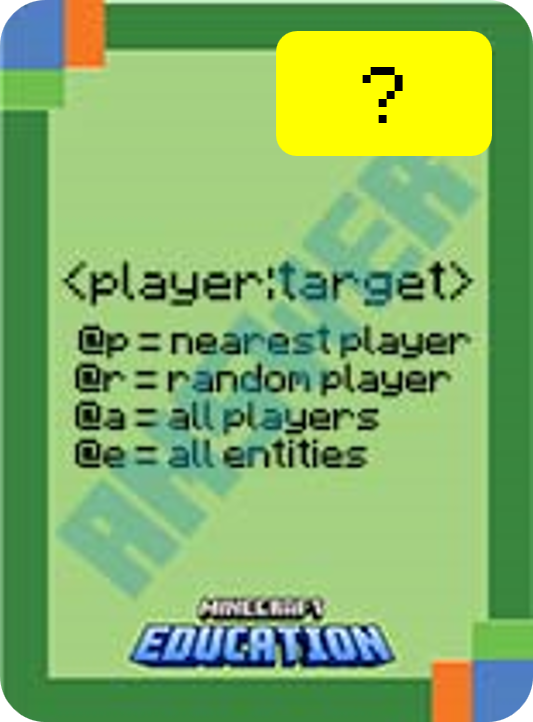 ?
<player:target>
@p = nearest player
@r = random player
@a = all players
@e = all entities
ANSWER
MINECRAFT
EDUCATION